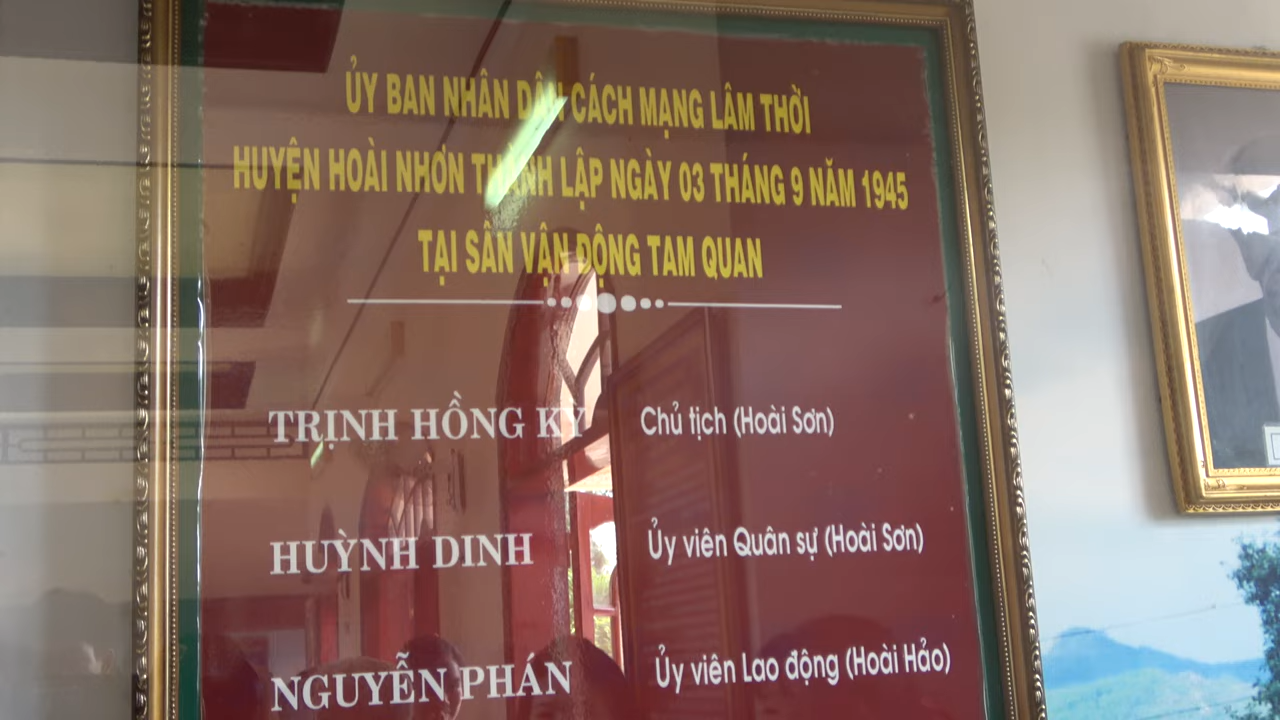 ỦY BAN NHÂN DÂN CÁCH MẠNG LÂM THỜI
HUYỆN HOÀI NHƠN THÀNH LẬP NGÀY 03 THÁNG 9 NĂM 1945
TẠI SÂN VẬN ĐỘNG TAM QUAN
TRỊNH HỒNG KỲ Chủ tịch (Hoài Sơn)
HUỲNH DINH Ủy viên Quân sự (Hoài Sơn)
NGUYỄN PHÁN Ủy viên Lao động (Hoài Hảo)